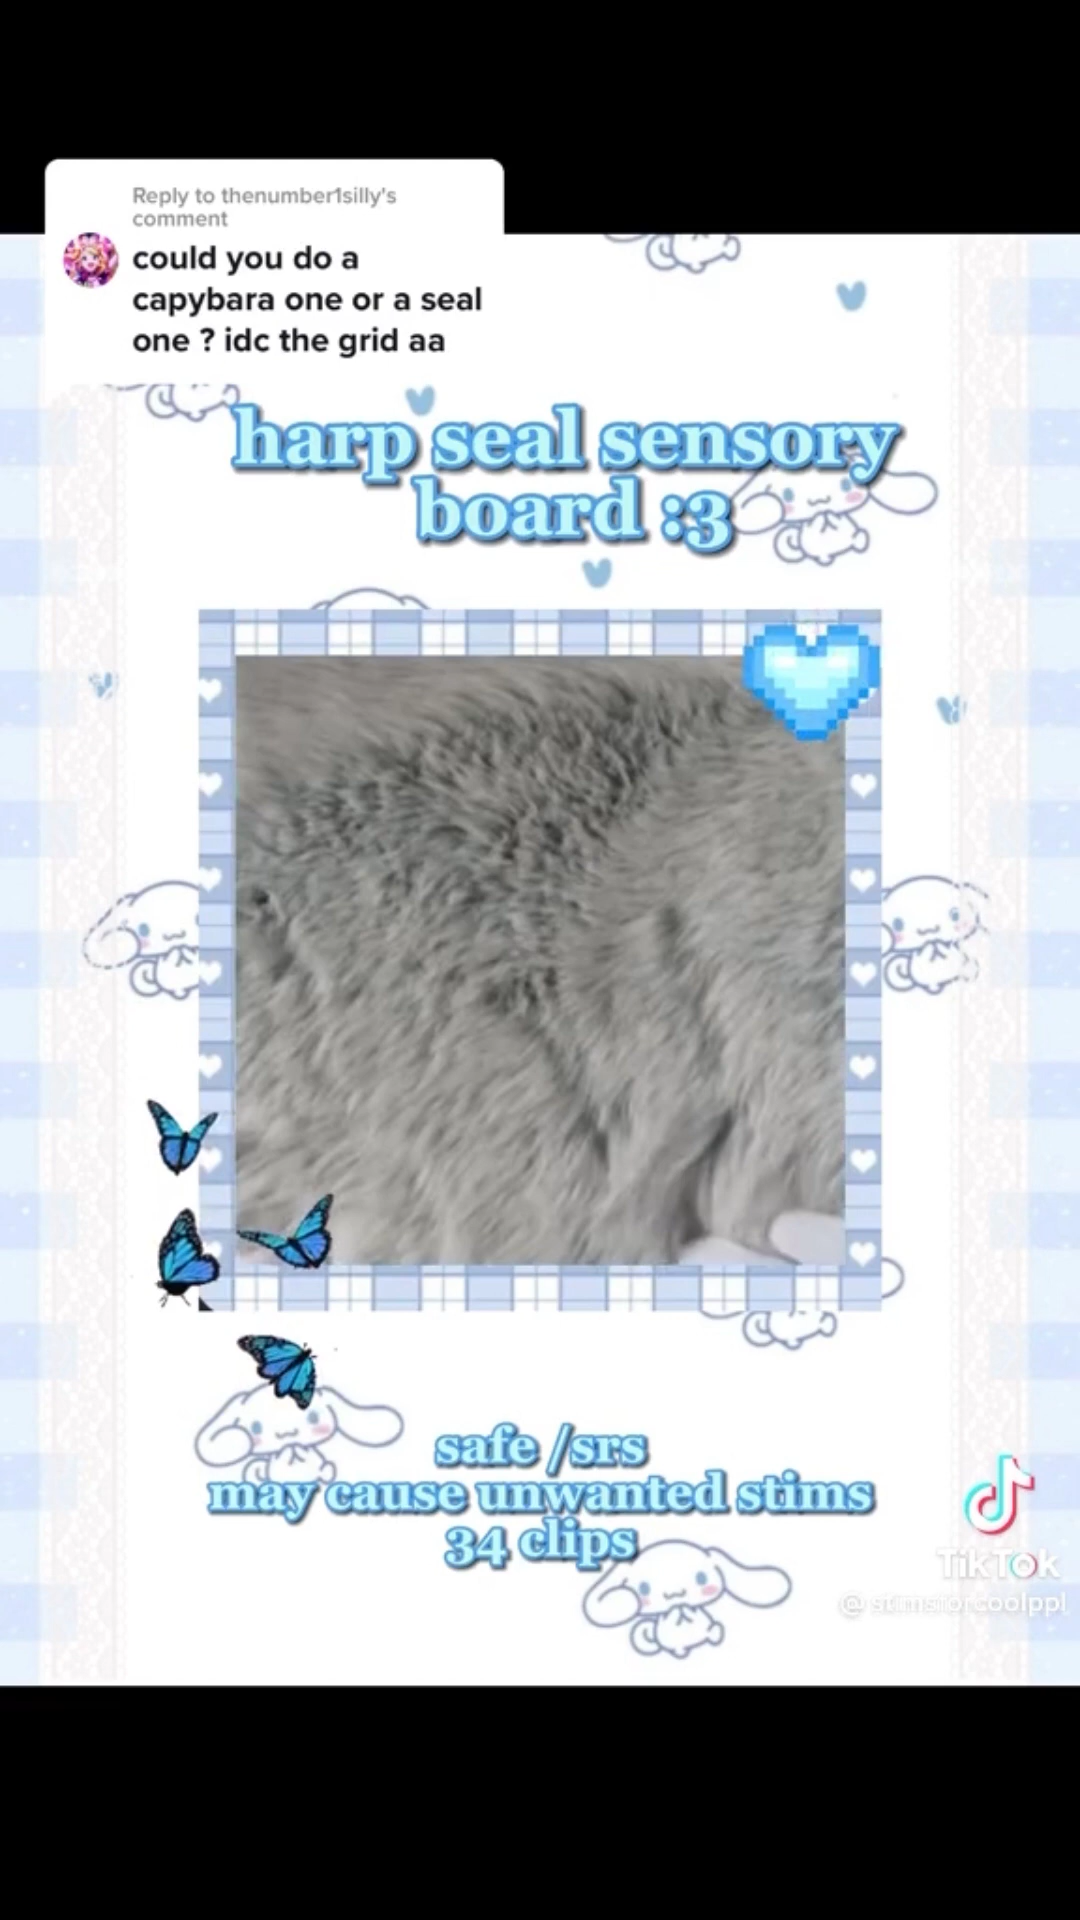 Reply to thenumber1silly's
comment
could you do a
capybara one or a seal
one ? idc the grid aa
harp seal sensory
board :3
safe /srs
may cause unwanted stims
34 clips
TikTok
@stimsforcoolppl